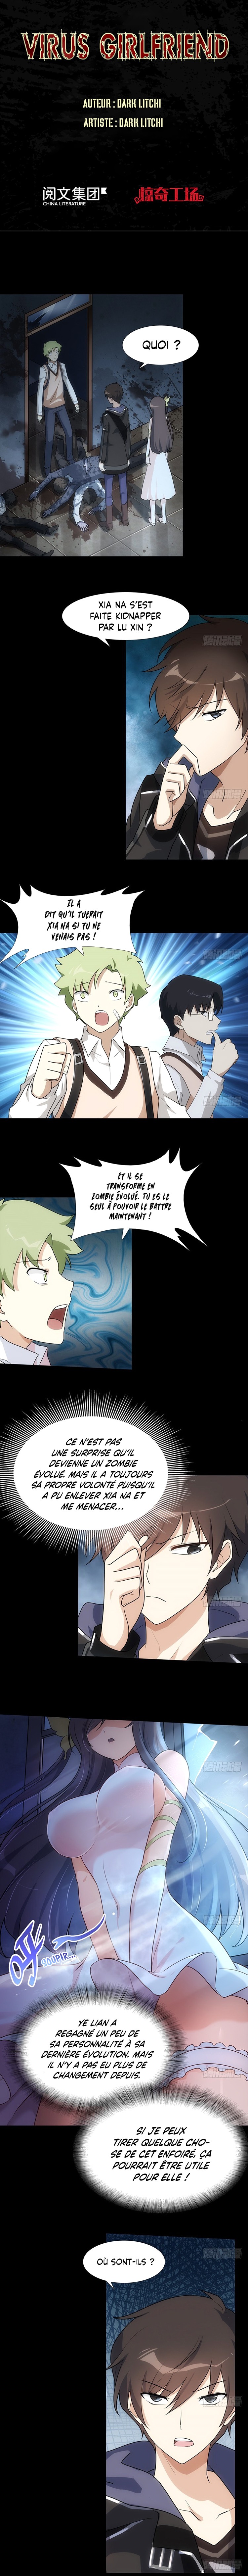 VIRUS GIRLFRIEND
AUTEUR : DARK LITCHI
ARTISTE : DARK LITCHI
阅文集团
CHINA LITERATURE
惊奇工场
QUOI ?
XIA NA S'EST
FAITE KIDNAPPER
PAR LU XIN ?
IL A
DIT QU'IL TUERAIT
XIA NA SI TU NE
VENAIS PAS !
ET IL SE
TRANSFORME EN
ZOMBIE ÉVOLUÉ. TU ES LE
SEUL À POUVOIR LE BATTRE
MAINTENANT !
CE N'EST PAS
UNE SURPRISE QU'IL
DEVIENNE UN ZOMBIE
ÉVOLUÉ. MAIS IL A TOUJOURS
SA PROPRE VOLONTÉ PUISQU'IL
A PU ENLEVER XIA NA ET
ME MENACER...
SOUPIR...
YE LIAN A
REGAGNÉ UN PEU DE
SA PERSONNALITÉ À SA
DERNIÈRE ÉVOLUTION. MAIS
IL N'Y A PAS EU PLUS DE
CHANGEMENT DEPUIS.
SI JE PEUX
TIRER QUELQUE CHO-
SE DE CET ENFOIRÉ, ÇA
POURRAIT ÊTRE UTILE
POUR ELLE !
OÙ SONT-ILS ?